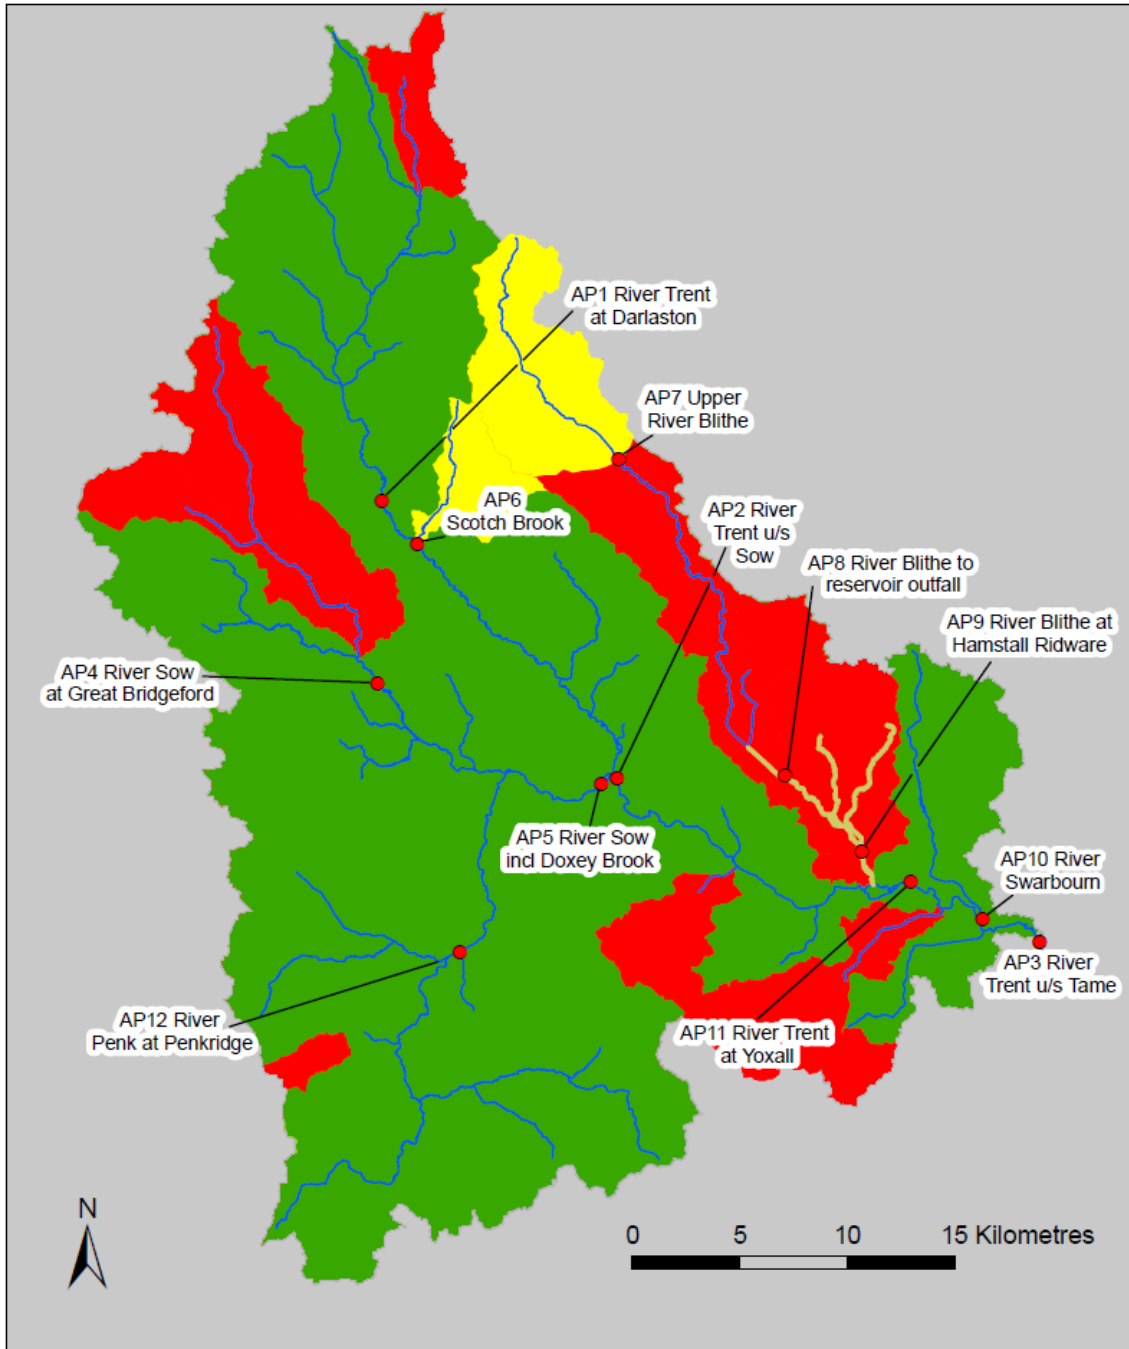 AP1 River Trent
at Darlaston
AP7 Upper
River Blithe
AP6
Scotch Brook
AP2 River
Trent u/s
Sow
AP8 River Blithe to
reservoir outfall
AP9 River Blithe at
Hamstall Ridware
AP4 River Sow
at Great Bridgeford
AP5 River Sow
incl Doxey Brook
AP10 River
Swarbourn
AP3 River
Trent u/s Tame
AP12 River
Penk at Penkridge
AP11 River Trent
at Yoxall
N
0 5 10 15 Kilometres